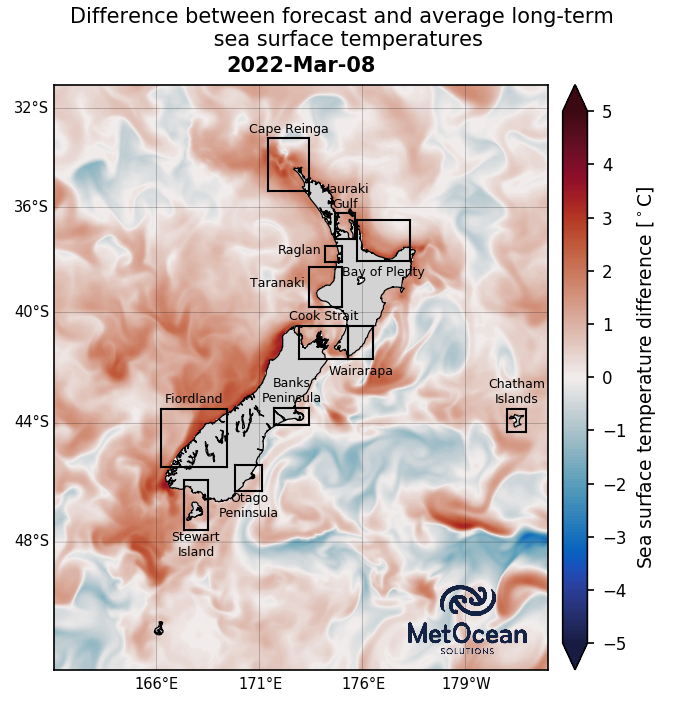 Difference between forecast and average long-term
sea surface temperatures
2022-Mar-08
32°S
36°S
40°S
44°S
48°S
166°E
171°E
176°E
179°W
Cape Reinga
Hauraki
Gulf
Raglan
Bay of Plenty
Taranaki
Cook Strait
Wairarapa
Banks
Peninsula
Fiordland
Chatham
Islands
Otago
Peninsula
Stewart
Island
MetOcean
SOLUTIONS
5
4
3
2
1
0
−1
−2
−3
−4
−5
Sea surface temperature difference [°C]